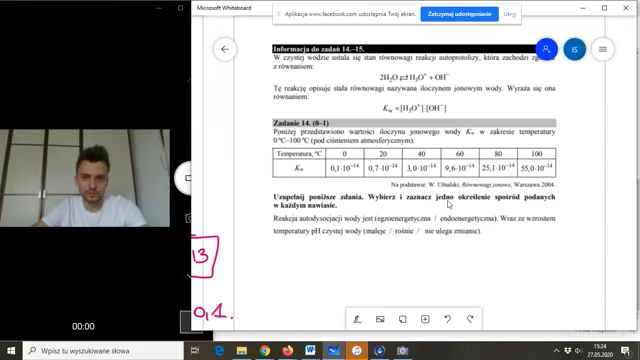 Microsoft Whiteboard
Aplikacja www.com udostępnia Twój ekran.
Zatrzymaj udostępnianie
Ukryj
IS
Informacja do zadań 14.–15.
W czystej wodzie ustala się stan równowagi reakcji autoprotolizy, która zachodzi zgodnie
z równaniem:
2H₂O ⇄ H₃O⁺ + OH⁻
Tę reakcję opisuje stała równowagi nazywana iloczynem jonowym wody. Wyraża się ona
równaniem:
Kw = [H₃O⁺]·[OH⁻]
Zadanie 14. (0–1)
Poniżej przedstawiono wartości iloczynu jonowego wody Kw w zakresie temperatury
0 ºC–100 ºC (pod ciśnieniem atmosferycznym).
Temperatura, ºC 0 20 40 60 80 100
Kw 0,1·10⁻¹⁴ 0,7·10⁻¹⁴ 3,0·10⁻¹⁴ 9,6·10⁻¹⁴ 25,1·10⁻¹⁴ 55,0·10⁻¹⁴
Na podstawie: W. Ufnalski, Równowagi jonowe, Warszawa 2004.
Uzupełnij poniższe zdania. Wybierz i zaznacz jedno określenie spośród podanych
w każdym nawiasie.
Reakcja autodysocjacji wody jest (egzoenergetyczna / endoenergetyczna). Wraz ze wzrostem
temperatury pH czystej wody (maleje / rośnie / nie ulega zmianie).
13
0,1.
00:00
Wpisz tu wyszukiwane słowa
15:24
27.05.2020